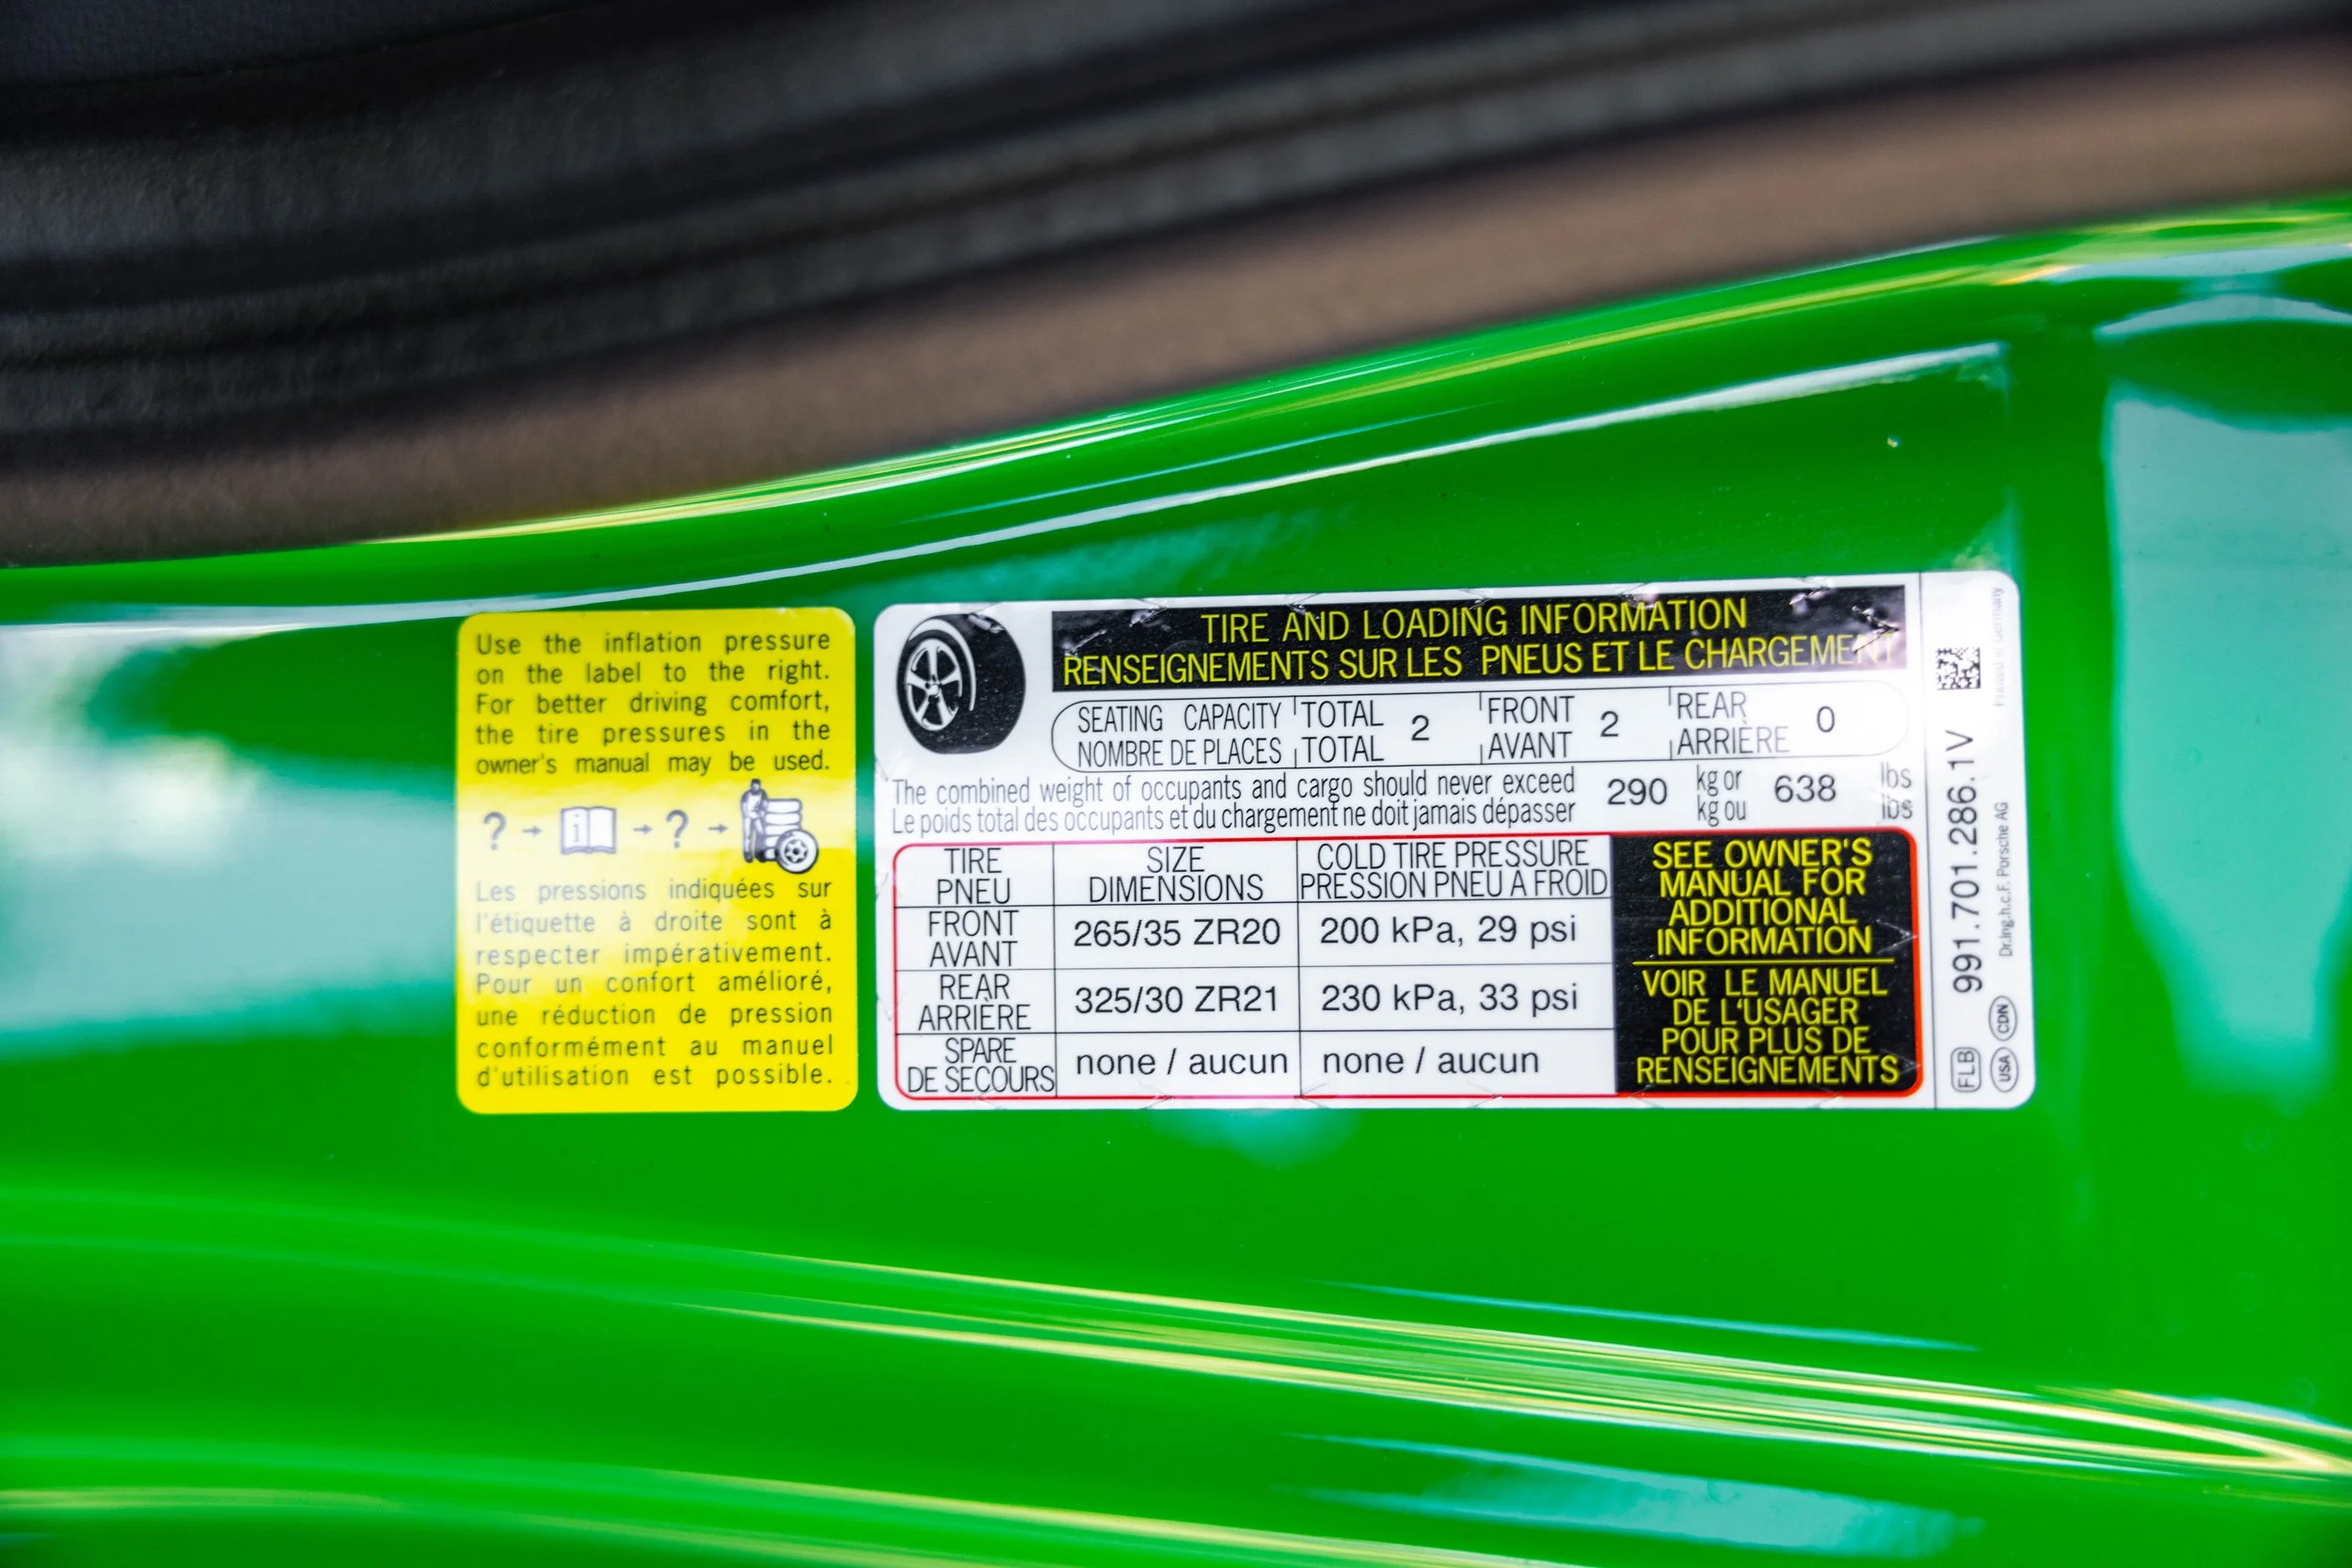 Use the inflation pressure
on the label to the right.
For better driving comfort,
the tire pressures in the
owner's manual may be used.
? → i → ? →
Les pressions indiquées sur
l'étiquette à droite sont à
respecter impérativement.
Pour un confort amélioré,
une réduction de pression
conformément au manuel
d'utilisation est possible.
TIRE AND LOADING INFORMATION
RENSEIGNEMENTS SUR LES PNEUS ET LE CHARGEMENT
SEATING CAPACITY TOTAL 2 FRONT 2 REAR 0
NOMBRE DE PLACES TOTAL AVANT ARRIÈRE
The combined weight of occupants and cargo should never exceed 290 kg or 638 lbs
Le poids total des occupants et du chargement ne doit jamais dépasser kg ou lbs
TIRE SIZE COLD TIRE PRESSURE
PNEU DIMENSIONS PRESSION PNEU A FROID
FRONT 265/35 ZR20 200 kPa, 29 psi
AVANT
REAR 325/30 ZR21 230 kPa, 33 psi
ARRIÈRE
SPARE none / aucun none / aucun
DE SECOURS
SEE OWNER'S
MANUAL FOR
ADDITIONAL
INFORMATION
VOIR LE MANUEL
DE L'USAGER
POUR PLUS DE
RENSEIGNEMENTS
FLB 991.701.286.1V
USA CDN Dr.Ing.h.c.F. Porsche AG in Germany